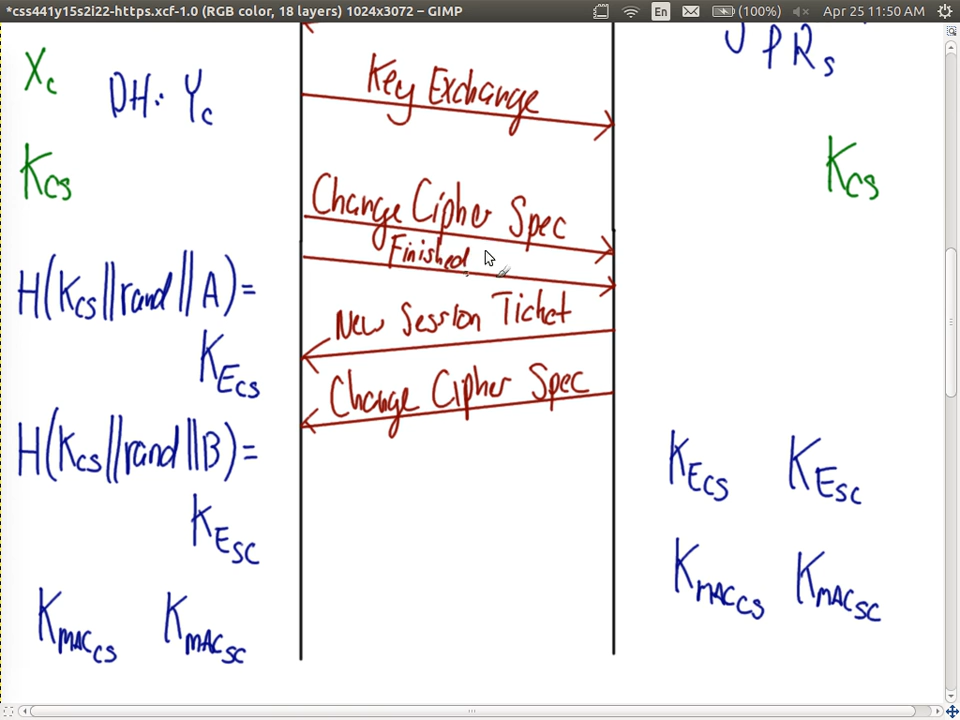 *css441y15s2i22-https.xcf-1.0 (RGB color, 18 layers) 1024x3072 – GIMP
En
(100%)
Apr 25 11:50 AM
PRs
Xc
DH: Yc
Key Exchange
Kcs
Kcs
Change Cipher Spec
Finished
H(Kcs||rand||A)=
KEcs
New Session Ticket
Change Cipher Spec
H(Kcs||rand||B)=
KEsc
KEcs KEsc
KMACcs KMACsc
KMACcs KMACsc